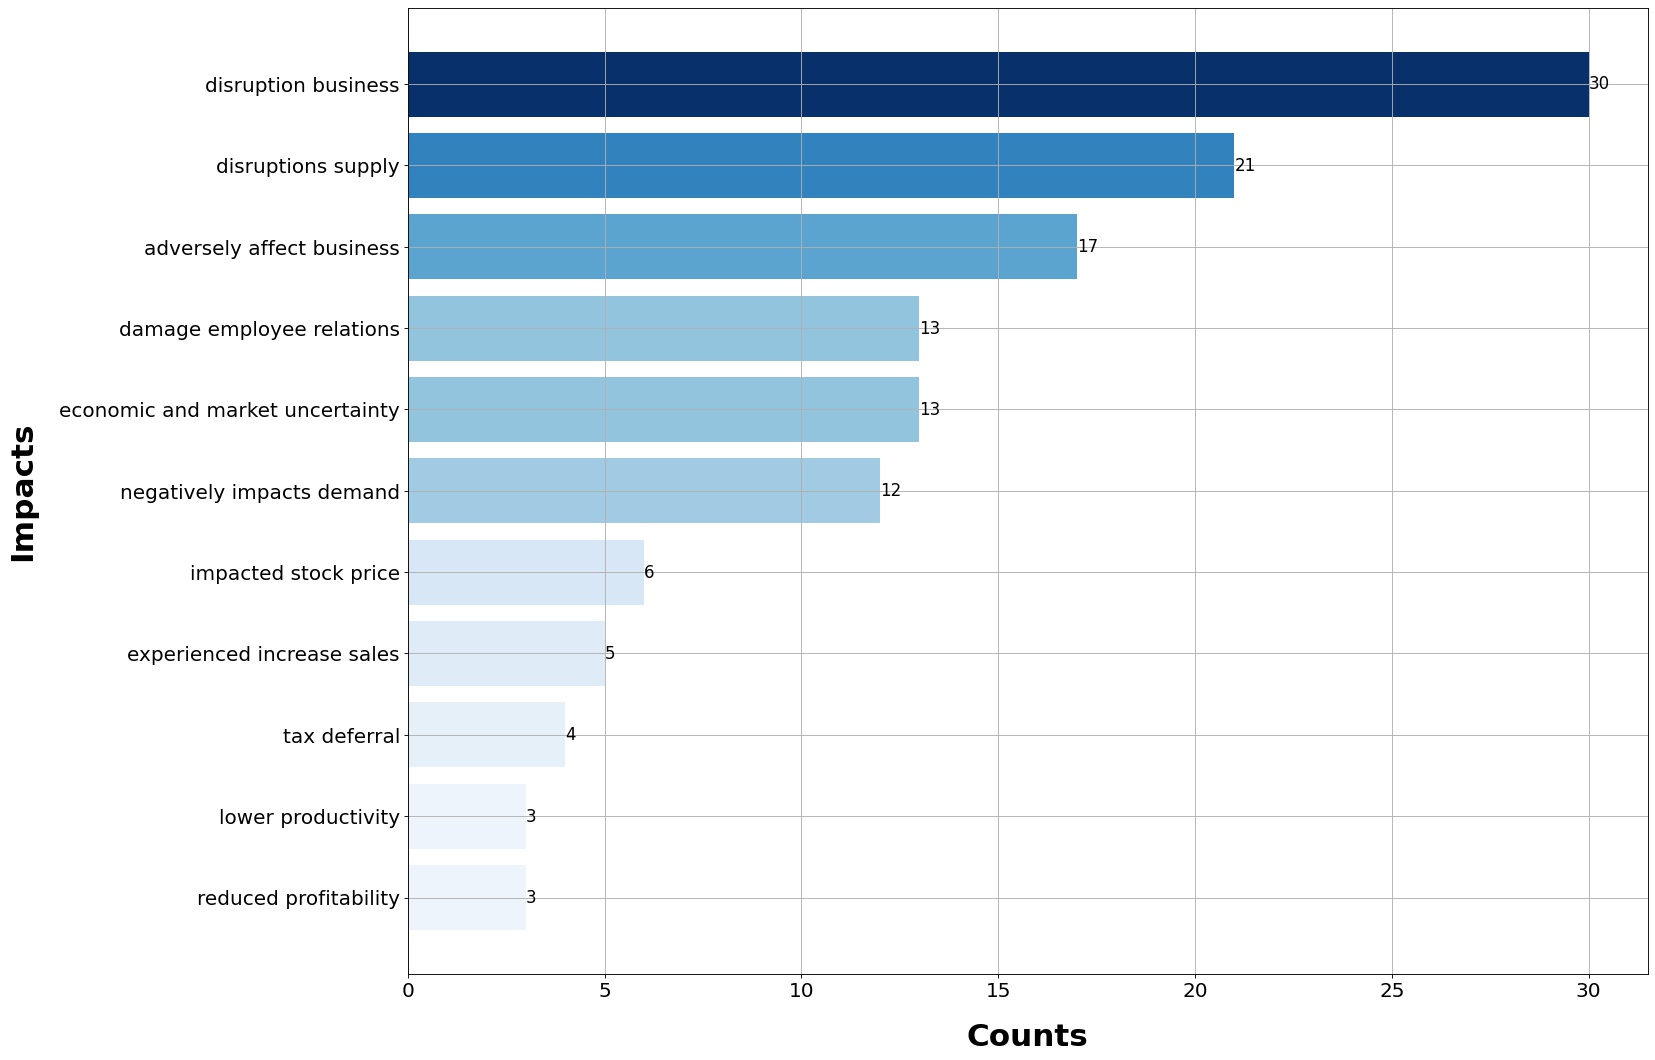 disruption business
30
disruptions supply
21
adversely affect business
17
damage employee relations
13
economic and market uncertainty
13
negatively impacts demand
12
impacted stock price
6
experienced increase sales
5
tax deferral
4
lower productivity
3
reduced profitability
3
Impacts
0 5 10 15 20 25 30
Counts